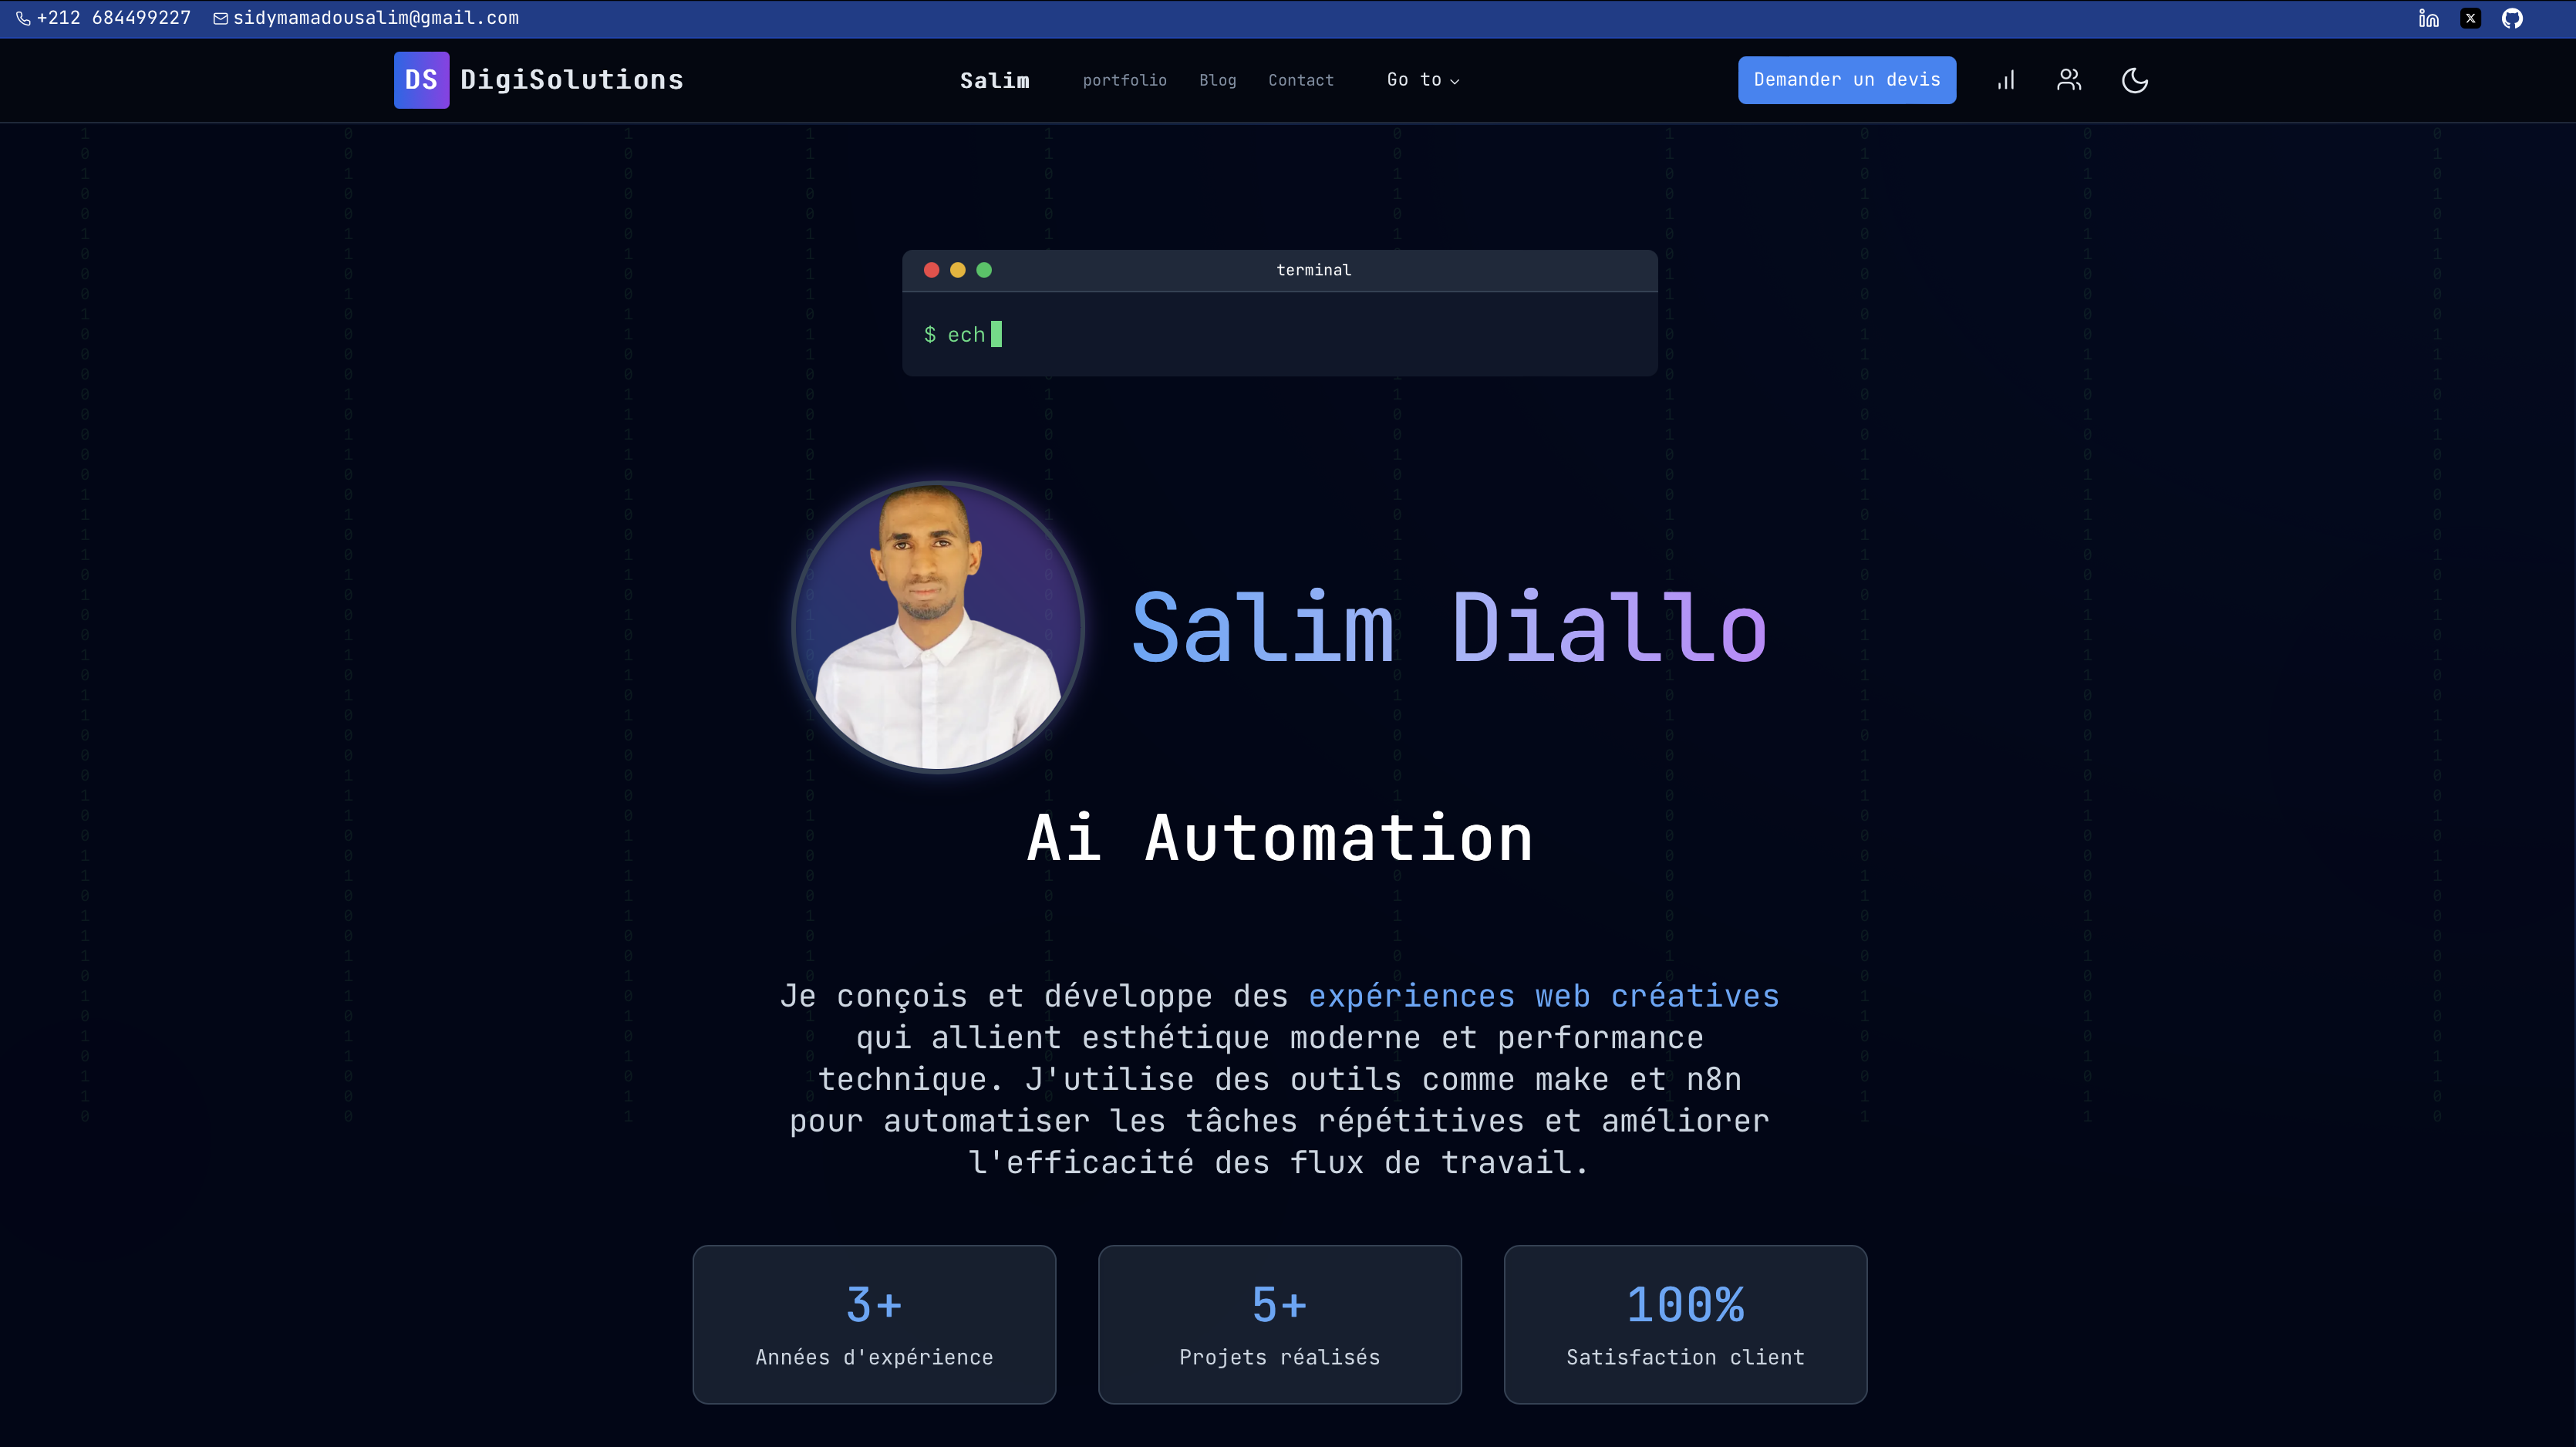 +212 684499227 sidymamadousalim@gmail.com
DS DigiSolutions Salim portfolio Blog Contact Go to Demander un devis
terminal
$ ech
Salim Diallo
Ai Automation
Je conçois et développe des expériences web créatives
qui allient esthétique moderne et performance
technique. J'utilise des outils comme make et n8n
pour automatiser les tâches répétitives et améliorer
l'efficacité des flux de travail.
3+ 5+ 100%
Années d'expérience Projets réalisés Satisfaction client